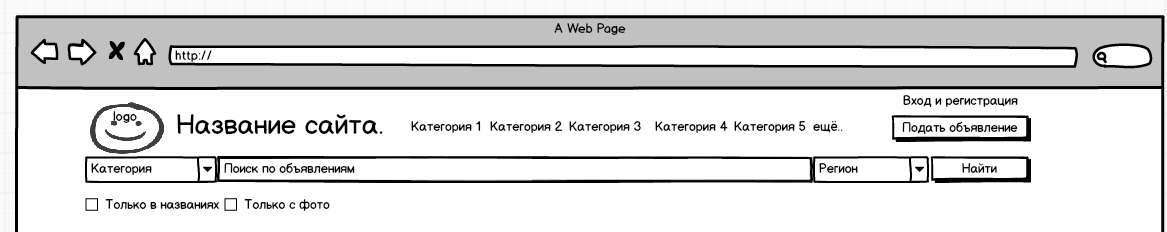 A Web Page
http://
Вход и регистрация
logo
Название сайта.
Категория 1 Категория 2 Категория 3 Категория 4 Категория 5 ещё..
Подать объявление
Категория Поиск по объявлениям Регион Найти
Только в названиях Только с фото